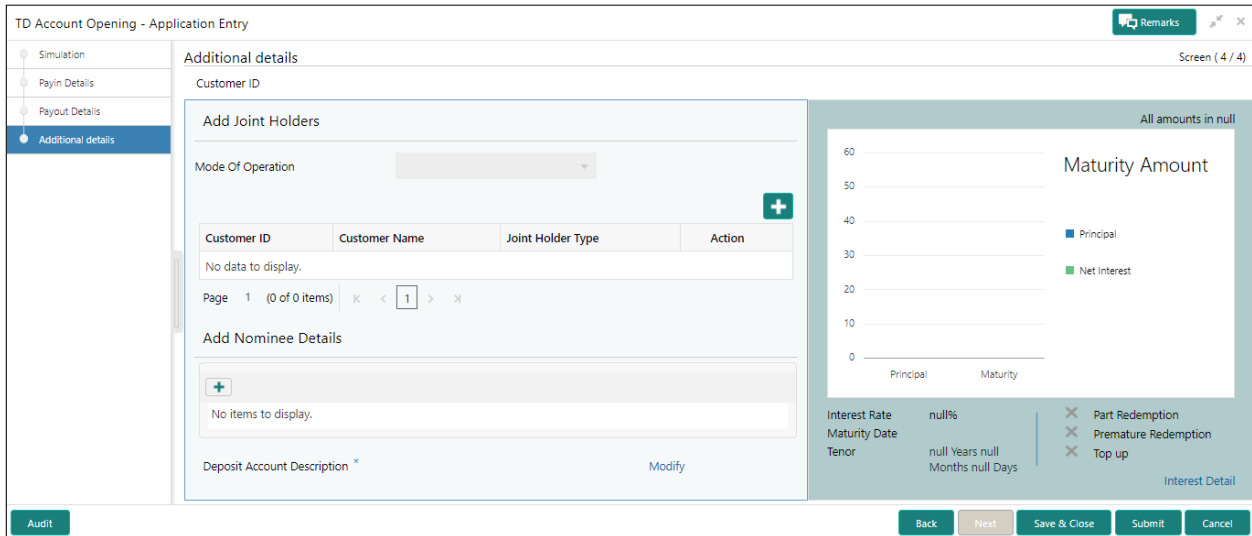 TD Account Opening - Application Entry
Remarks
Simulation
Payin Details
Payout Details
Additional details
Additional details
Screen ( 4 / 4)
Customer ID
Add Joint Holders
Mode Of Operation
Customer ID Customer Name Joint Holder Type Action
No data to display.
Page 1 (0 of 0 items) 1
Add Nominee Details
No items to display.
Deposit Account Description * Modify
All amounts in null
Maturity Amount
60
50
40
30
20
10
0
Principal Maturity
Principal
Net Interest
Interest Rate null%
Maturity Date
Tenor null Years null
Months null Days
Part Redemption
Premature Redemption
Top up
Interest Detail
Audit
Back Next Save & Close Submit Cancel